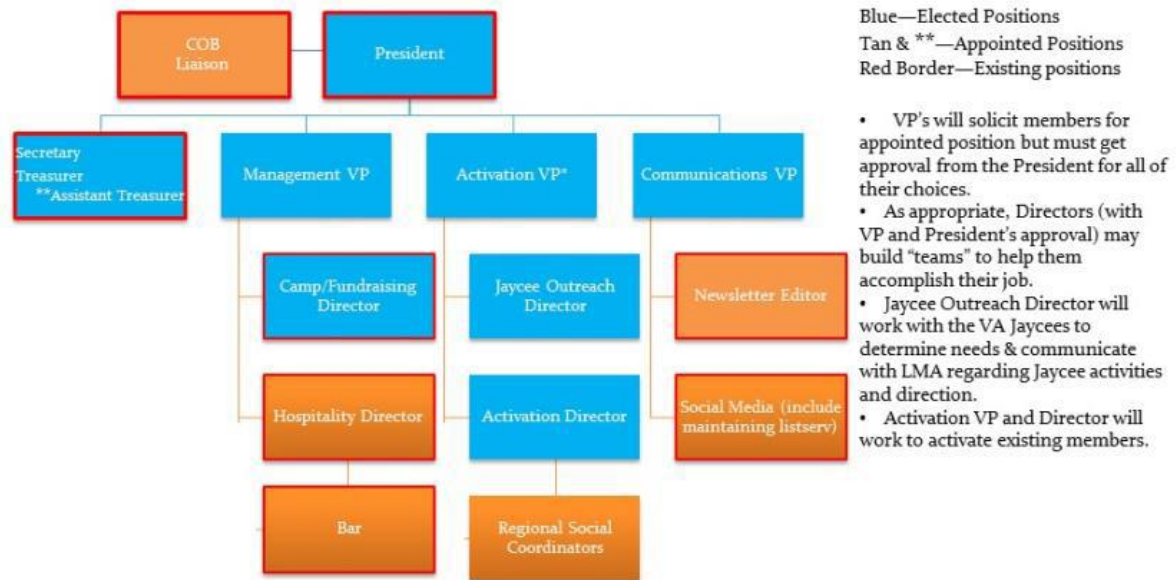 COB
Liaison
President
Secretary
Treasurer
**Assistant Treasurer
Management VP
Activation VP*
Communications VP
Camp/Fundraising
Director
Jaycee Outreach
Director
Newsletter Editor
Hospitality Director
Activation Director
Social Media (include
maintaining listserv)
Bar
Regional Social
Coordinators
Blue—Elected Positions
Tan & **—Appointed Positions
Red Border—Existing positions
• VP's will solicit members for
appointed position but must get
approval from the President for all of
their choices.
• As appropriate, Directors (with
VP and President's approval) may
build "teams" to help them
accomplish their job.
• Jaycee Outreach Director will
work with the VA Jaycees to
determine needs & communicate
with LMA regarding Jaycee activities
and direction.
• Activation VP and Director will
work to activate existing members.